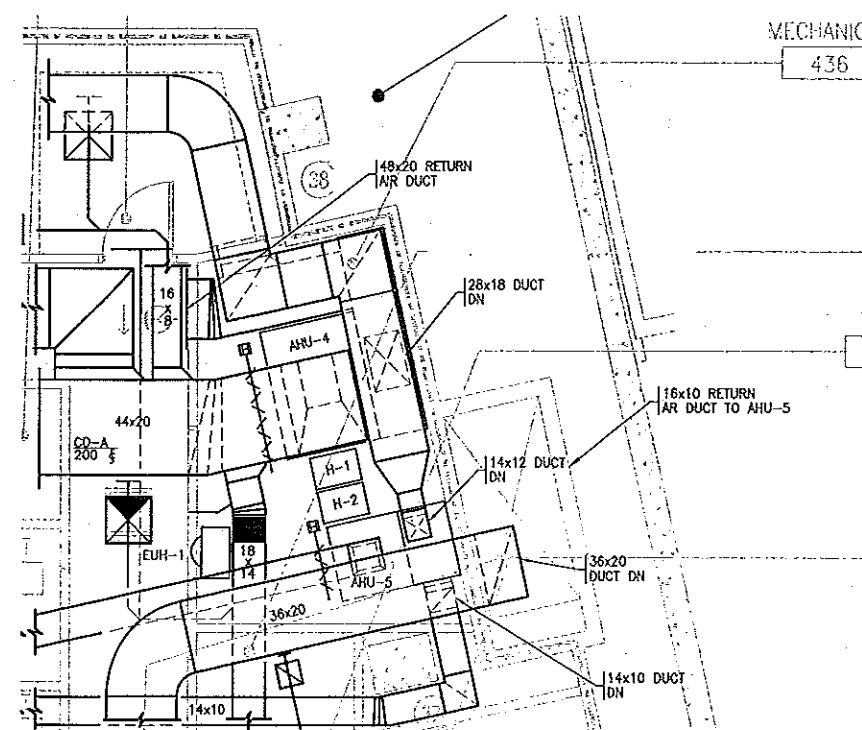 MECHANIC
436
48x20 RETURN
AIR DUCT
38
28x18 DUCT
DN
16
x
8
AHU-4
16x10 RETURN
AR DUCT TO AHU-5
44x20
CD-A
200
14x12 DUCT
DN
H-1
H-2
EUH-1
18
x
14
AHU-5
36x20
DUCT DN
36x20
14x10 DUCT
DN
14x10